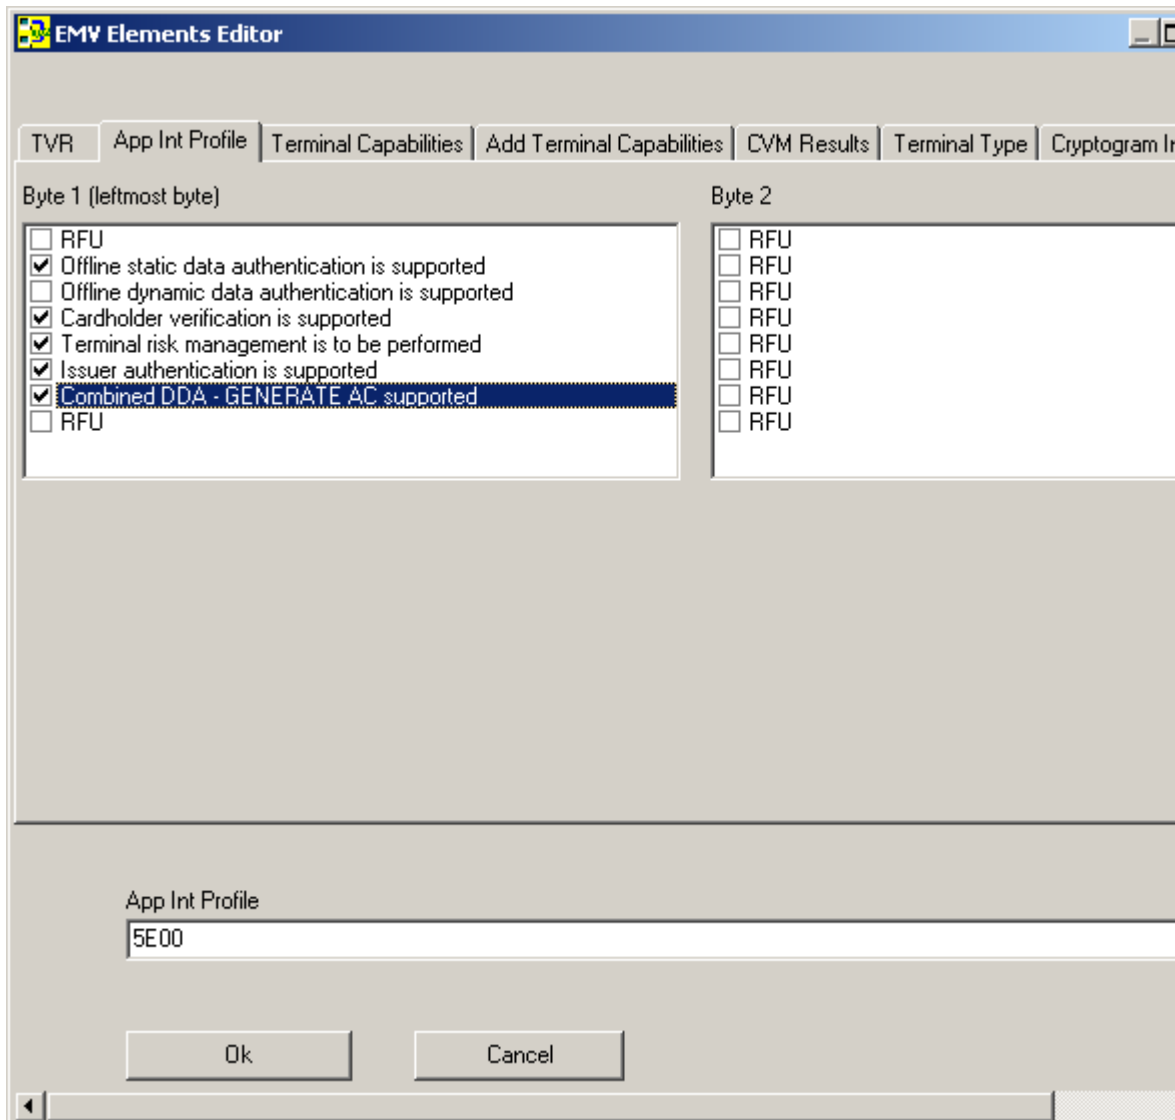 EMV Elements Editor
TVR App Int Profile Terminal Capabilities Add Terminal Capabilities CVM Results Terminal Type Cryptogram
Byte 1 (leftmost byte) Byte 2
RFU RFU
Offline static data authentication is supported RFU
Offline dynamic data authentication is supported RFU
Cardholder verification is supported RFU
Terminal risk management is to be performed RFU
Issuer authentication is supported RFU
Combined DDA - GENERATE AC supported RFU
RFU RFU
App Int Profile
5E00
Ok Cancel